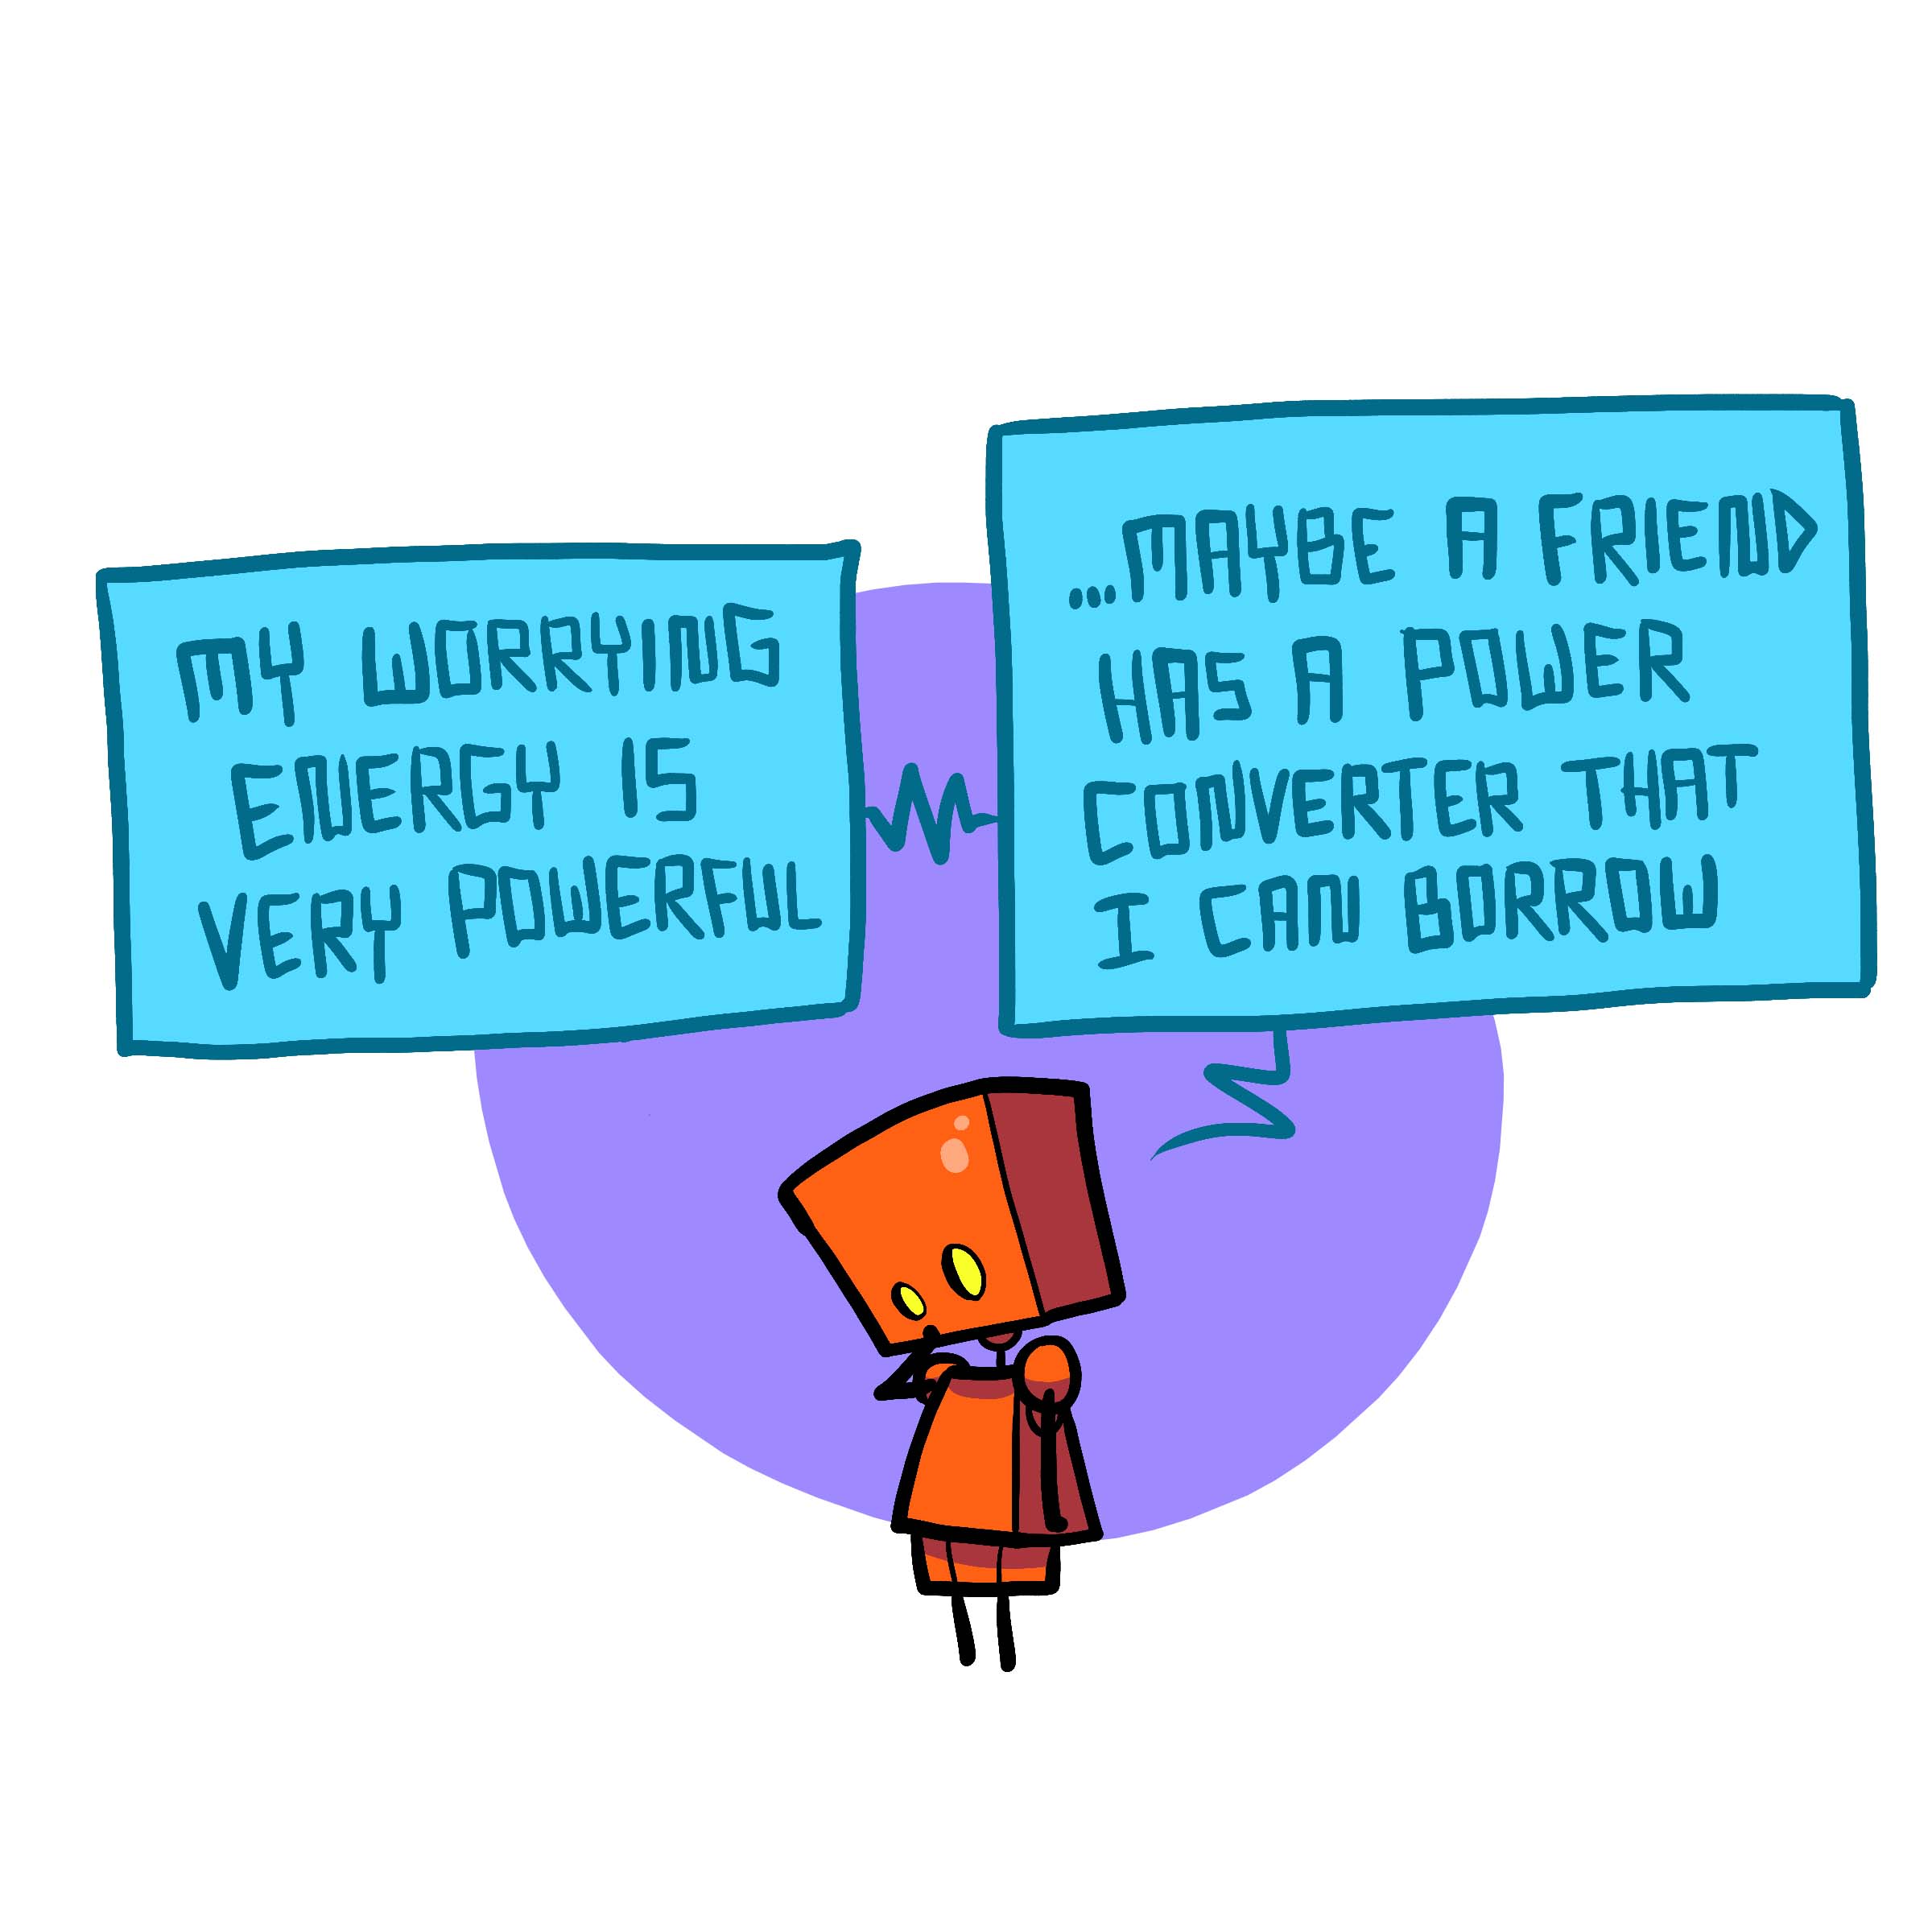 MY WORRYING
ENERGY IS
VERY POWERFUL
...MAYBE A FRIEND
HAS A POWER
CONVERTER THAT
I CAN BORROW